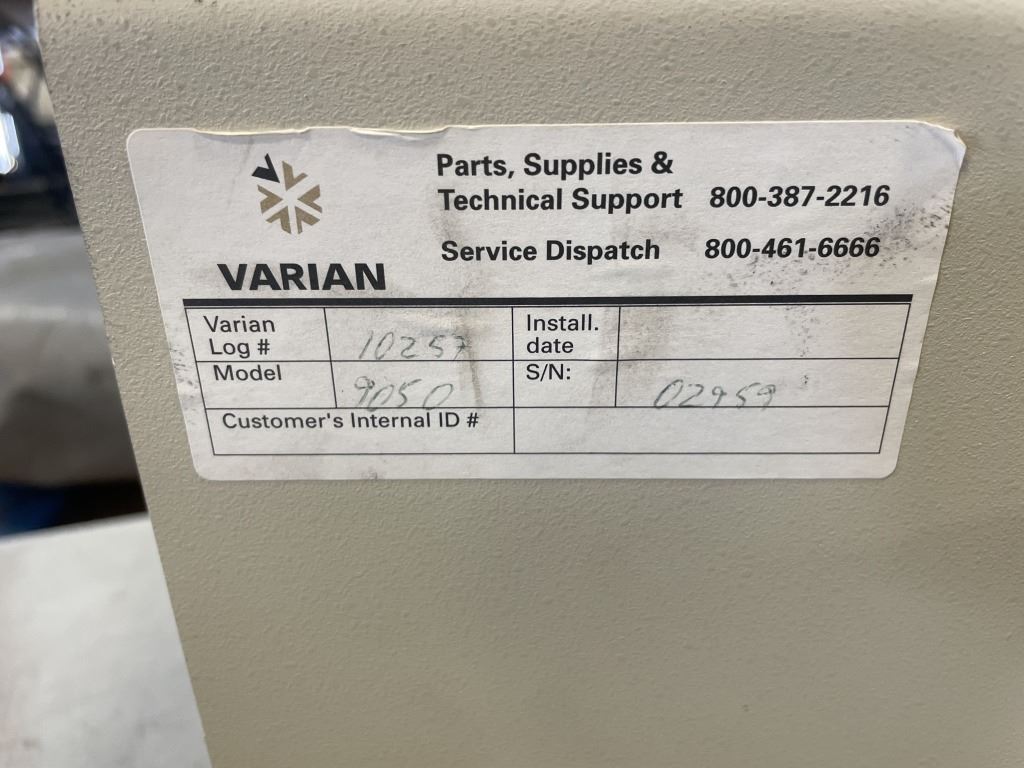 Parts, Supplies &
Technical Support 800-387-2216
Service Dispatch 800-461-6666
VARIAN
Varian Log # 10257 Install. date
Model 9050 S/N: 02959
Customer's Internal ID #